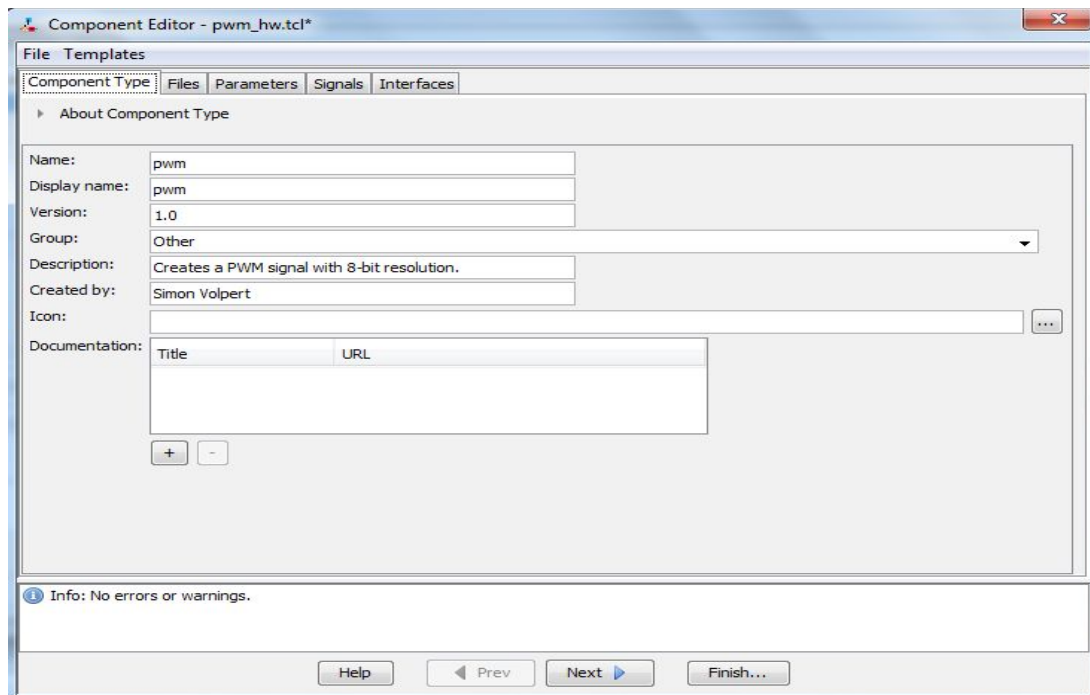 Component Editor - pwm_hw.tcl*
File Templates
Component Type Files Parameters Signals Interfaces
About Component Type
Name: pwm
Display name: pwm
Version: 1.0
Group: Other
Description: Creates a PWM signal with 8-bit resolution.
Created by: Simon Volpert
Icon: ...
Documentation: Title URL
+ -
Info: No errors or warnings.
Help Prev Next Finish...